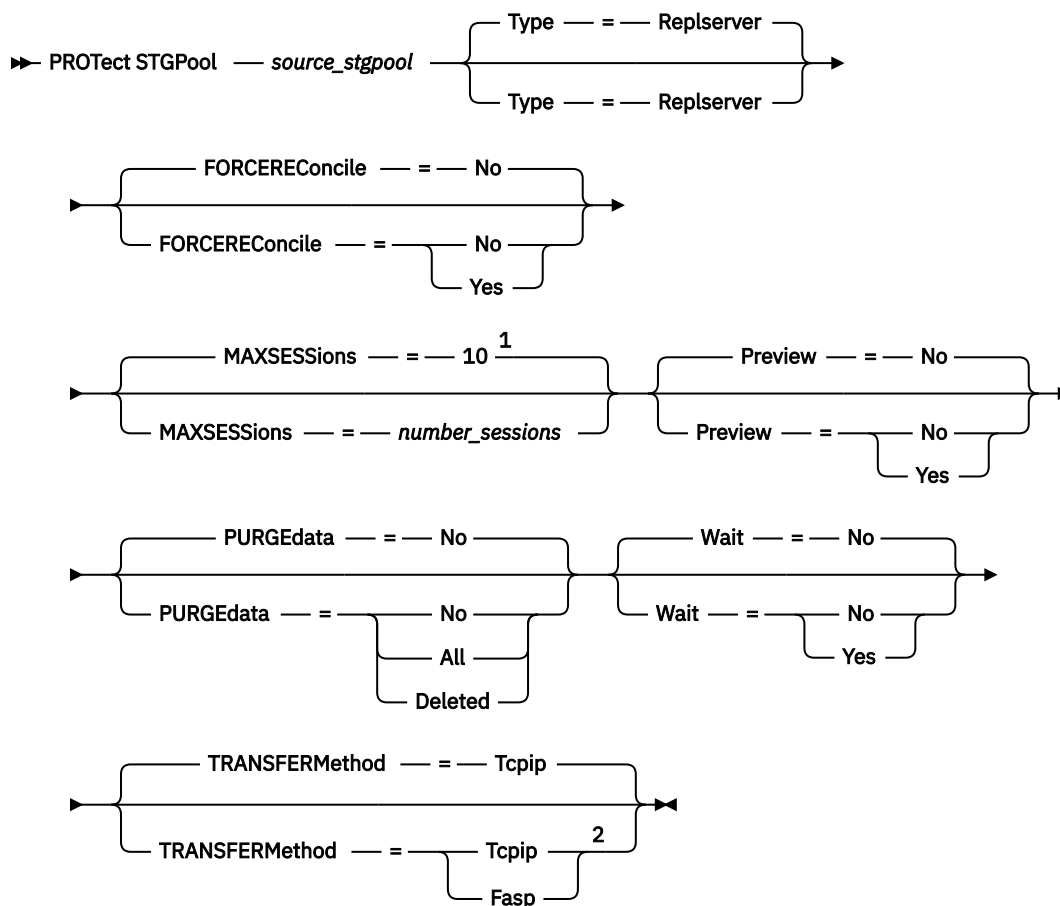 Type = Replserver
PROTect STGPool source_stgpool
Type = Replserver
FORCEREConcile = No
FORCEREConcile = No
Yes
MAXSESSions = 10 1 Preview = No
MAXSESSions = number_sessions Preview = No
Yes
PURGEdata = No Wait = No
PURGEdata = No Wait = No
All Yes
Deleted
TRANSFERMethod = Tcpip
TRANSFERMethod = Tcpip 2
Fasp